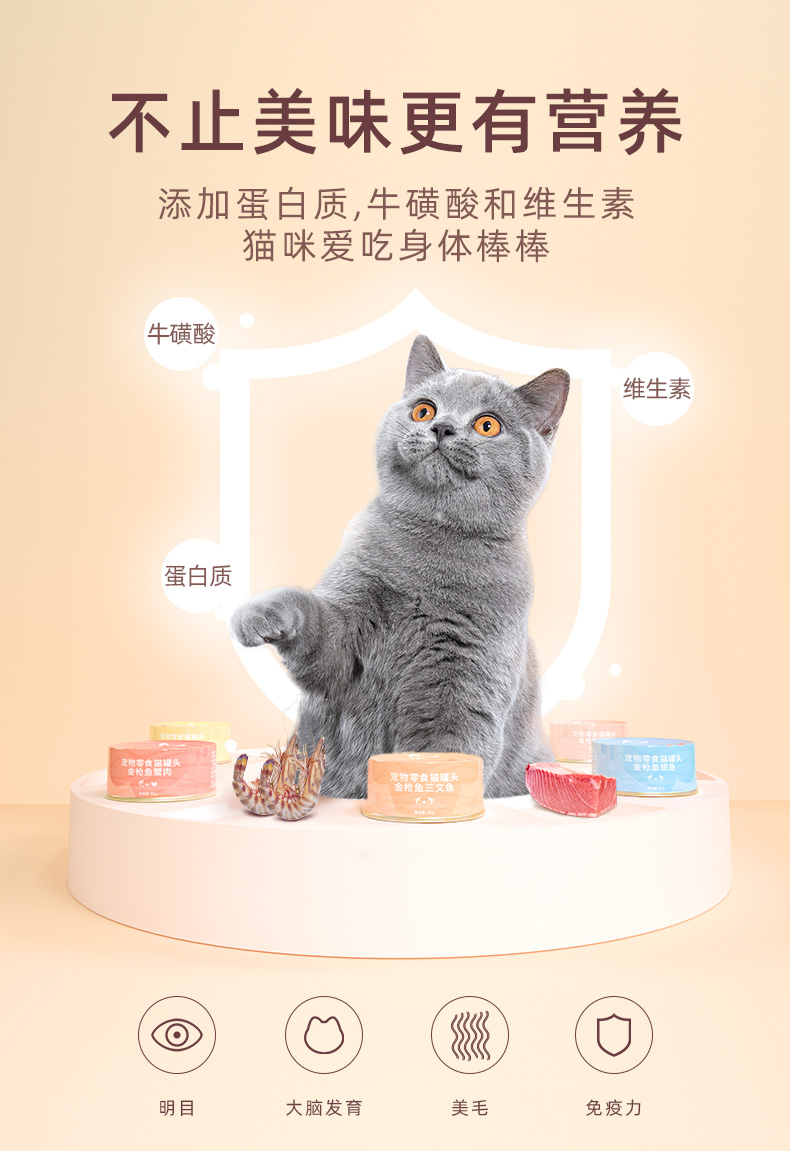 不止美味更有营养
添加蛋白质,牛磺酸和维生素
猫咪爱吃身体棒棒
牛磺酸
维生素
蛋白质
宠物零食猫罐头
金枪鱼蟹肉
宠物零食猫罐头
金枪鱼三文鱼
宠物零食猫罐头
金枪鱼银鱼
明目
大脑发育
美毛
免疫力